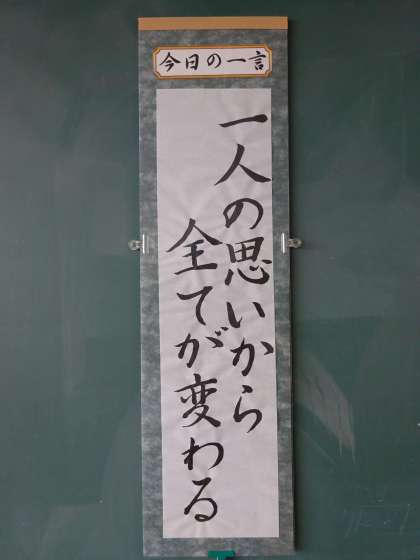 今日の一言
一人の思いから
全てが変わる